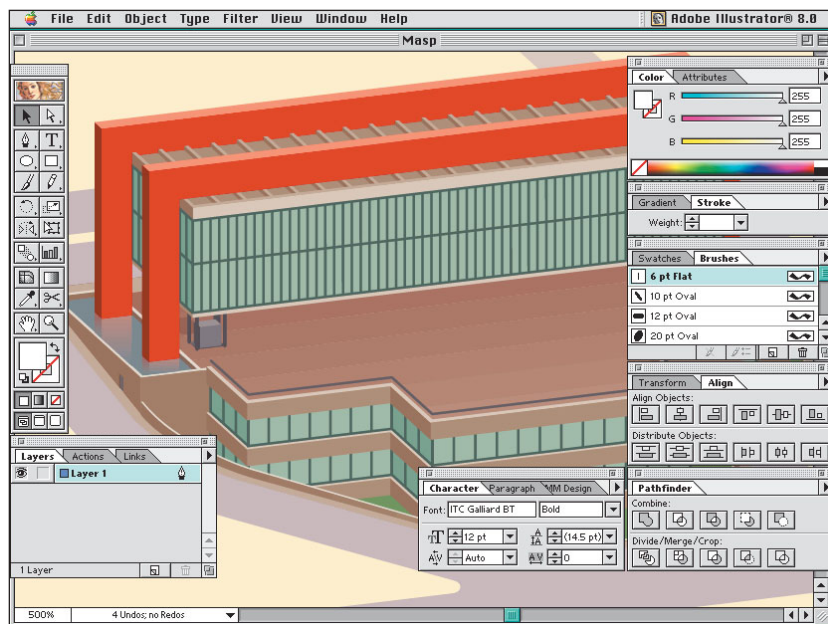 File Edit Object Type Filter View Window Help Adobe Illustrator® 8.0
Masp
Color Attributes
R 255
G 255
B 255
Gradient Stroke
Weight:
Swatches Brushes
6 pt Flat
10 pt Oval
12 pt Oval
20 pt Oval
Transform Align
Align Objects:
Distribute Objects:
Layers Actions Links
Layer 1
1 Layer
Character Paragraph MM Design
Font: ITC Galliard BT Bold
12 pt (14.5 pt)
Auto 0
Pathfinder
Combine:
Divide/Merge/Crop:
500% 4 Undos; no Redos